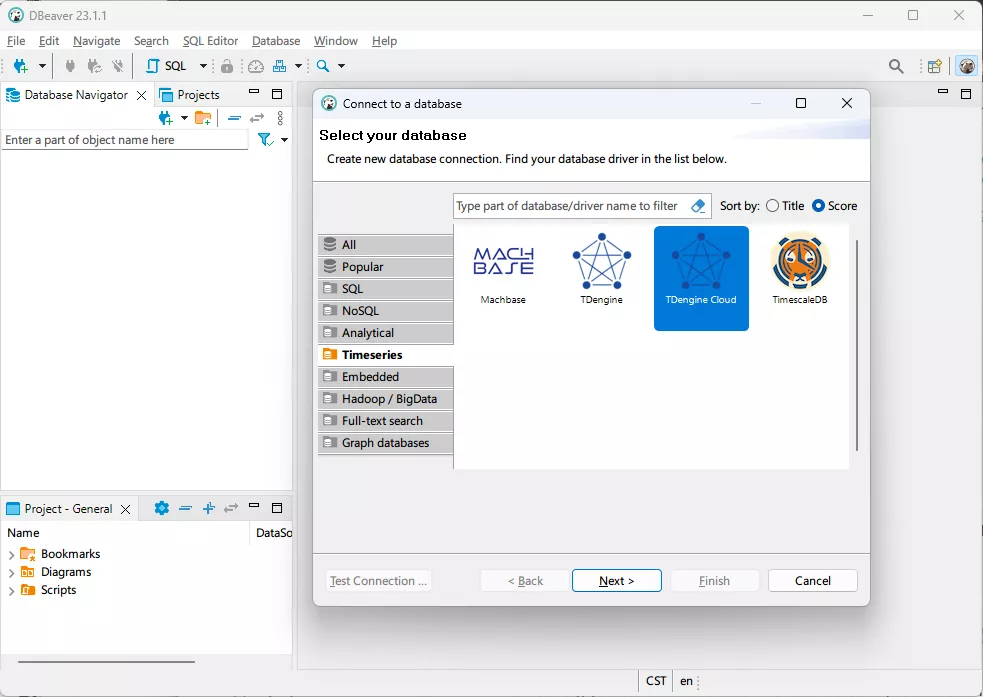 DBeaver 23.1.1
File Edit Navigate Search SQL Editor Database Window Help
SQL
Database Navigator Projects
Enter a part of object name here
Connect to a database
Select your database
Create new database connection. Find your database driver in the list below.
Type part of database/driver name to filter Sort by: Title Score
All
Popular
SQL
NoSQL
Analytical
Timeseries
Embedded
Hadoop / BigData
Full-text search
Graph databases
MACH
BASE
Machbase TDengine TDengine Cloud TimescaleDB
Test Connection ... < Back Next > Finish Cancel
Project - General
Name DataSo
Bookmarks
Diagrams
Scripts
CST en